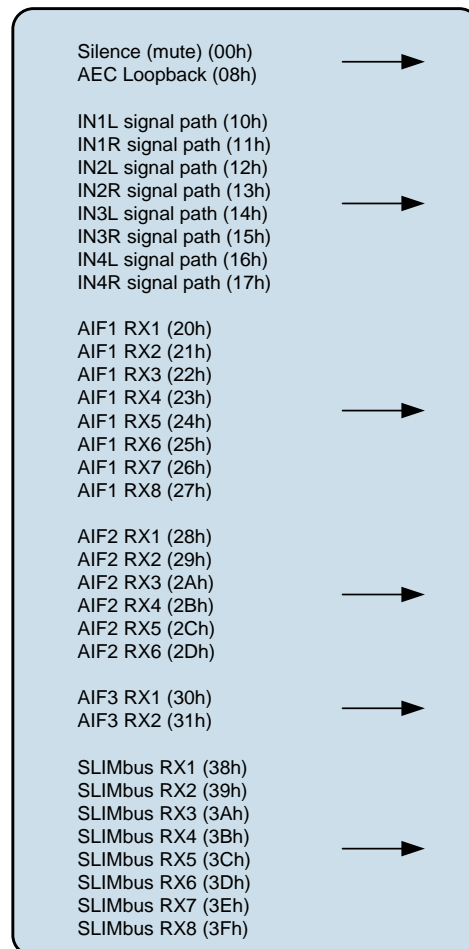 Silence (mute) (00h)
AEC Loopback (08h)
IN1L signal path (10h)
IN1R signal path (11h)
IN2L signal path (12h)
IN2R signal path (13h)
IN3L signal path (14h)
IN3R signal path (15h)
IN4L signal path (16h)
IN4R signal path (17h)
AIF1 RX1 (20h)
AIF1 RX2 (21h)
AIF1 RX3 (22h)
AIF1 RX4 (23h)
AIF1 RX5 (24h)
AIF1 RX6 (25h)
AIF1 RX7 (26h)
AIF1 RX8 (27h)
AIF2 RX1 (28h)
AIF2 RX2 (29h)
AIF2 RX3 (2Ah)
AIF2 RX4 (2Bh)
AIF2 RX5 (2Ch)
AIF2 RX6 (2Dh)
AIF3 RX1 (30h)
AIF3 RX2 (31h)
SLIMbus RX1 (38h)
SLIMbus RX2 (39h)
SLIMbus RX3 (3Ah)
SLIMbus RX4 (3Bh)
SLIMbus RX5 (3Ch)
SLIMbus RX6 (3Dh)
SLIMbus RX7 (3Eh)
SLIMbus RX8 (3Fh)